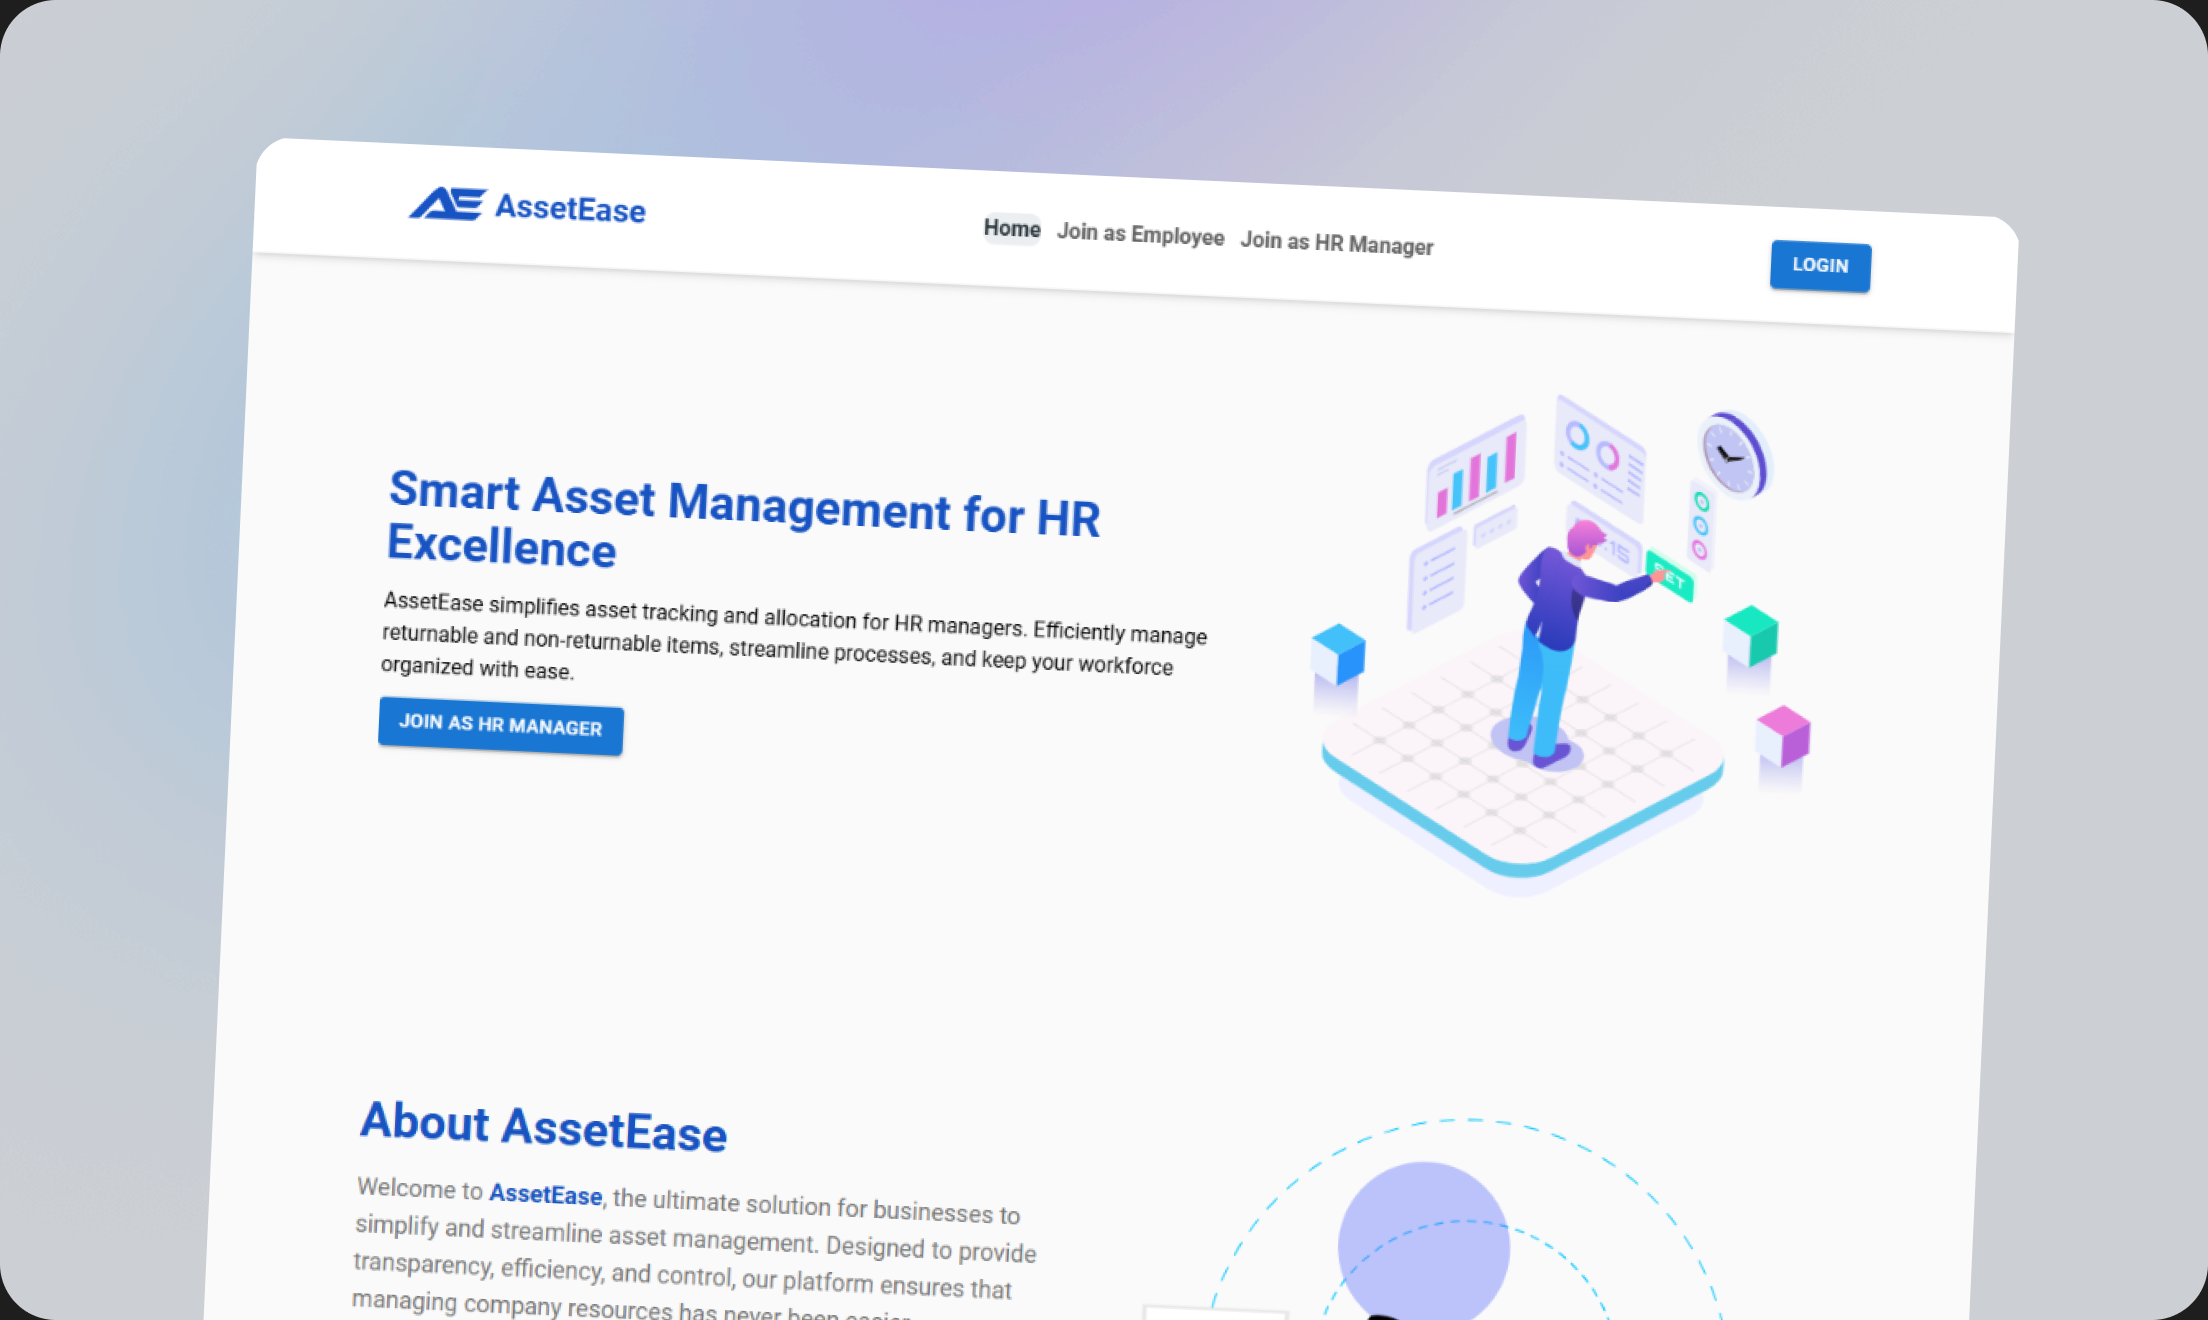 AssetEase
Home Join as Employee Join as HR Manager
LOGIN
Smart Asset Management for HR
Excellence
AssetEase simplifies asset tracking and allocation for HR managers. Efficiently manage
returnable and non-returnable items, streamline processes, and keep your workforce
organized with ease.
JOIN AS HR MANAGER
:15
SET
About AssetEase
Welcome to AssetEase, the ultimate solution for businesses to
simplify and streamline asset management. Designed to provide
transparency, efficiency, and control, our platform ensures that
managing company resources has never been easier